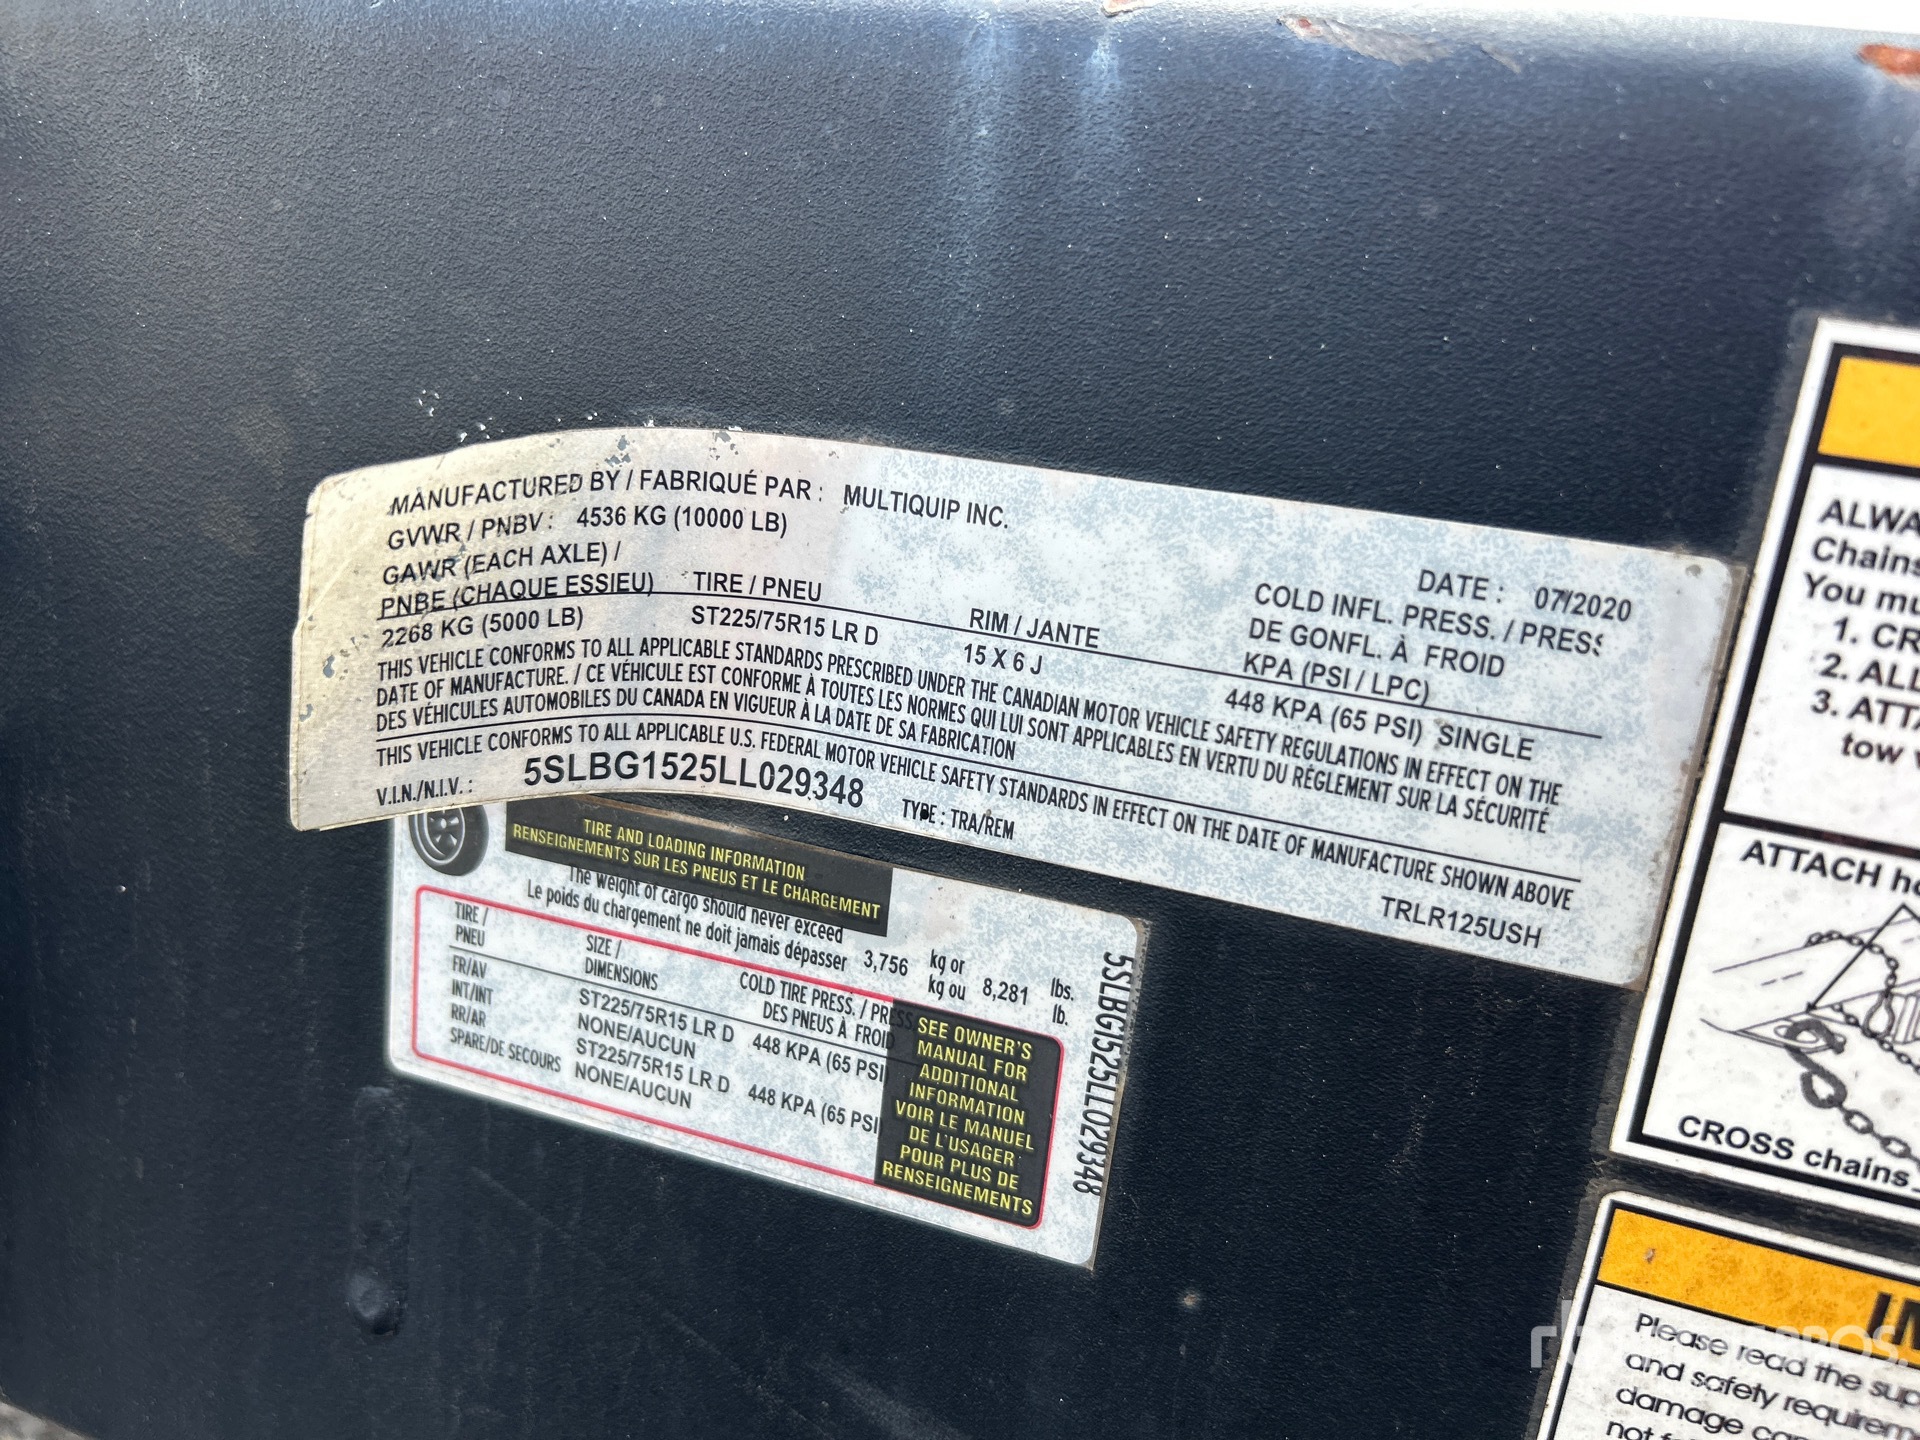 MANUFACTURED BY / FABRIQUÉ PAR : MULTIQUIP INC.
GVWR / PNBV : 4536 KG (10000 LB)
DATE : 07/2020
GAWR (EACH AXLE) /
PNBE (CHAQUE ESSIEU) TIRE / PNEU RIM / JANTE
COLD INFL. PRESS. / PRESS
DE GONFL. À FROID
KPA (PSI / LPC)
2268 KG (5000 LB) ST225/75R15 LR D 15 X 6 J 448 KPA (65 PSI) SINGLE
THIS VEHICLE CONFORMS TO ALL APPLICABLE STANDARDS PRESCRIBED UNDER THE CANADIAN MOTOR VEHICLE SAFETY REGULATIONS IN EFFECT ON THE
DATE OF MANUFACTURE. / CE VÉHICULE EST CONFORME À TOUTES LES NORMES QUI LUI SONT APPLICABLES EN VERTU DU RÈGLEMENT SUR LA SÉCURITÉ
DES VÉHICULES AUTOMOBILES DU CANADA EN VIGUEUR À LA DATE DE SA FABRICATION
THIS VEHICLE CONFORMS TO ALL APPLICABLE U.S. FEDERAL MOTOR VEHICLE SAFETY STANDARDS IN EFFECT ON THE DATE OF MANUFACTURE SHOWN ABOVE
V.I.N./N.I.V. : 5SLBG1525LL029348 TYPE : TRA/REM TRLR125USH
TIRE AND LOADING INFORMATION
RENSEIGNEMENTS SUR LES PNEUS ET LE CHARGEMENT
The weight of cargo should never exceed
Le poids du chargement ne doit jamais dépasser
3,756
kg or
kg ou
8,281
lbs.
lb.
TIRE /
PNEU
SIZE /
DIMENSIONS
COLD TIRE PRESS. / PRESS.
DES PNEUS À FROID
FR/AV ST225/75R15 LR D 448 KPA (65 PSI
INT/INT NONE/AUCUN
RR/AR ST225/75R15 LR D 448 KPA (65 PSI
SPARE/DE SECOURS NONE/AUCUN
SEE OWNER'S
MANUAL FOR
ADDITIONAL
INFORMATION
VOIR LE MANUEL
DE L'USAGER
POUR PLUS DE
RENSEIGNEMENTS
5SLBG1525LL029348
ALWA
Chains
You mu
1. CR
2. ALL
3. ATTA
tow v
ATTACH ho
CROSS chains
Please read the sup
and safety requirem
damage can